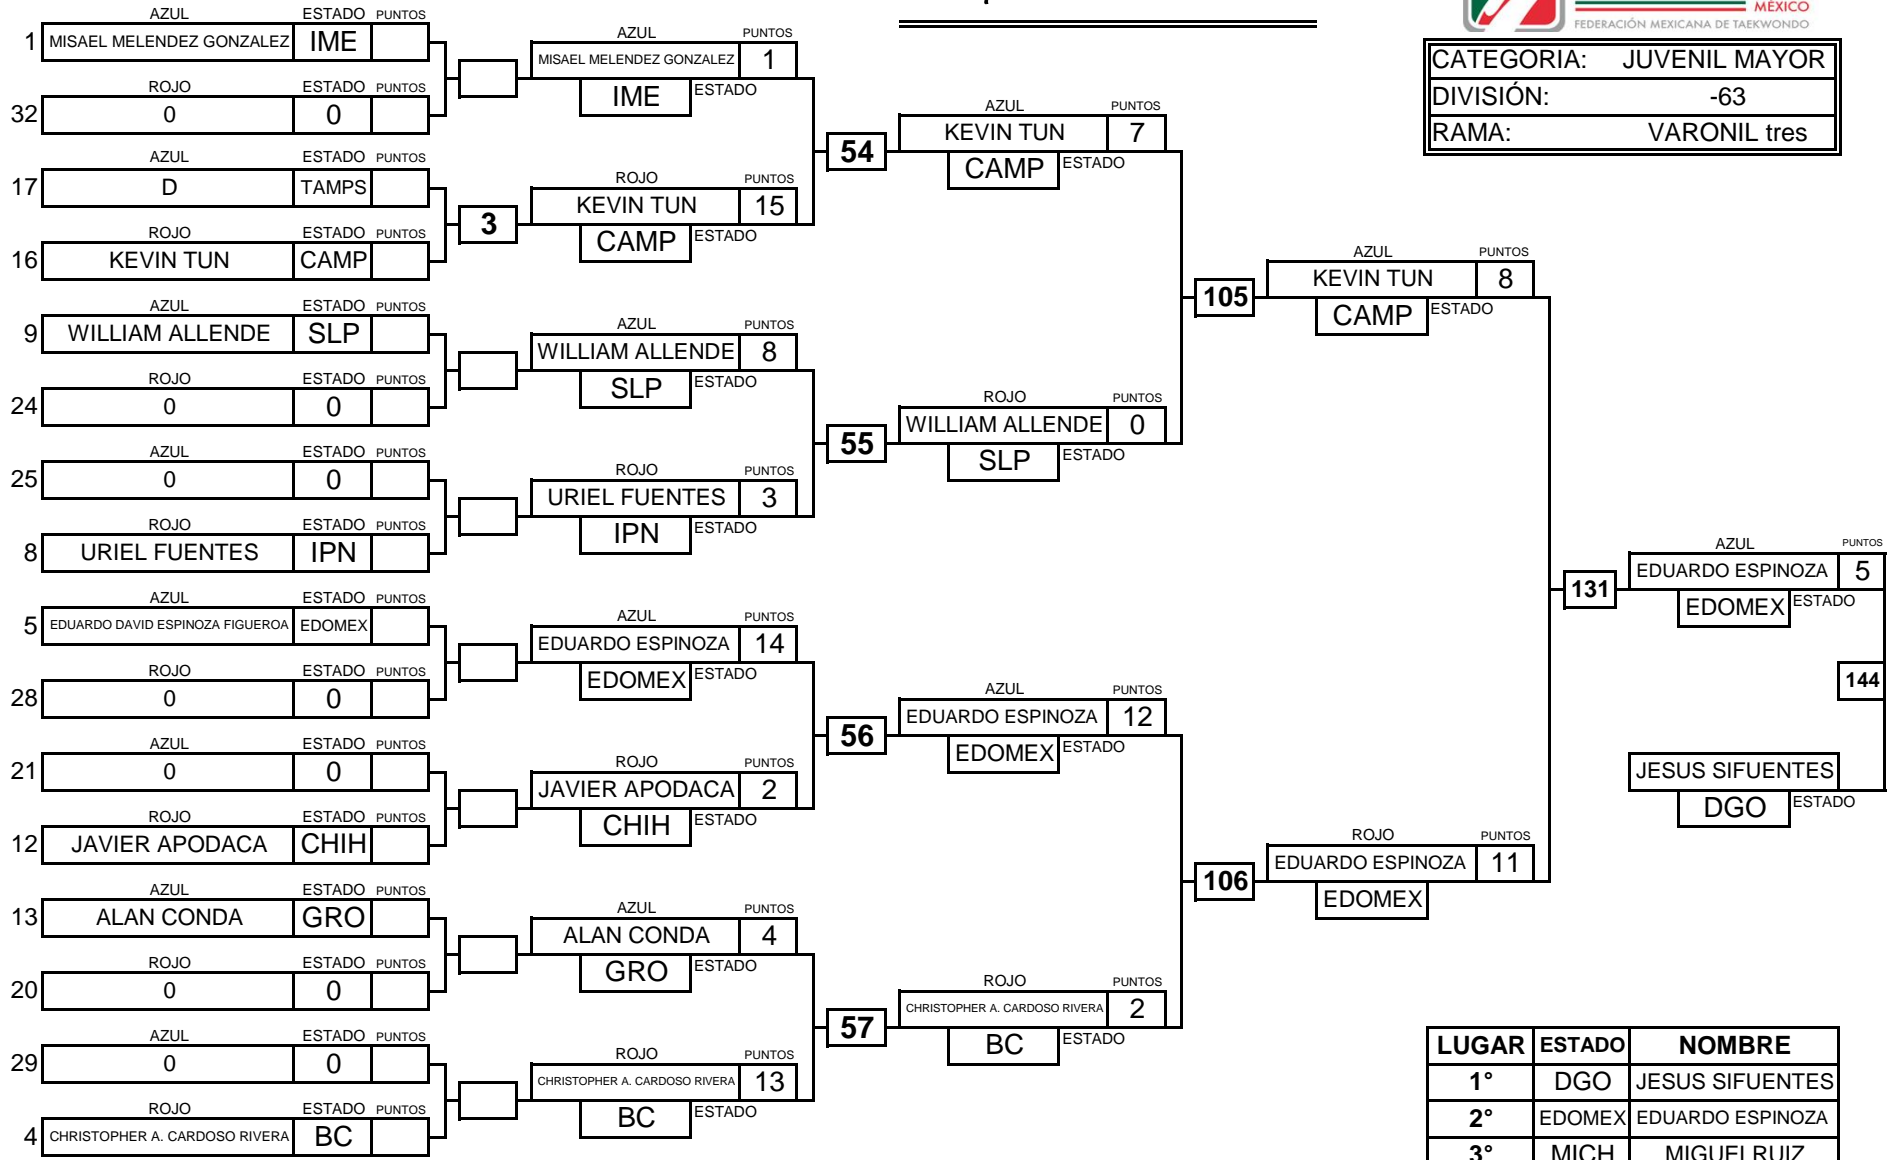 MÉXICO
FEDERACIÓN MEXICANA DE TAEKWONDO
CATEGORIA: JUVENIL MAYOR
DIVISIÓN: -63
RAMA: VARONIL tres
AZUL ESTADO PUNTOS
1 MISAEL MELENDEZ GONZALEZ IME
ROJO ESTADO PUNTOS
32 0 0
AZUL ESTADO PUNTOS
17 D TAMPS
ROJO ESTADO PUNTOS
16 KEVIN TUN CAMP
AZUL ESTADO PUNTOS
9 WILLIAM ALLENDE SLP
ROJO ESTADO PUNTOS
24 0 0
AZUL ESTADO PUNTOS
25 0 0
ROJO ESTADO PUNTOS
8 URIEL FUENTES IPN
AZUL ESTADO PUNTOS
5 EDUARDO DAVID ESPINOZA FIGUEROA EDOMEX
ROJO ESTADO PUNTOS
28 0 0
AZUL ESTADO PUNTOS
21 0 0
ROJO ESTADO PUNTOS
12 JAVIER APODACA CHIH
AZUL ESTADO PUNTOS
13 ALAN CONDA GRO
ROJO ESTADO PUNTOS
20 0 0
AZUL ESTADO PUNTOS
29 0 0
ROJO ESTADO PUNTOS
4 CHRISTOPHER A. CARDOSO RIVERA BC
3
AZUL PUNTOS
MISAEL MELENDEZ GONZALEZ 1
IME ESTADO
ROJO PUNTOS
KEVIN TUN 15
CAMP ESTADO
AZUL PUNTOS
WILLIAM ALLENDE 8
SLP ESTADO
ROJO PUNTOS
URIEL FUENTES 3
IPN ESTADO
AZUL PUNTOS
EDUARDO ESPINOZA 14
EDOMEX ESTADO
ROJO PUNTOS
JAVIER APODACA 2
CHIH ESTADO
AZUL PUNTOS
ALAN CONDA 4
GRO ESTADO
ROJO PUNTOS
CHRISTOPHER A. CARDOSO RIVERA 13
BC ESTADO
54
55
56
57
AZUL PUNTOS
KEVIN TUN 7
CAMP ESTADO
ROJO PUNTOS
WILLIAM ALLENDE 0
SLP ESTADO
AZUL PUNTOS
EDUARDO ESPINOZA 12
EDOMEX ESTADO
ROJO PUNTOS
CHRISTOPHER A. CARDOSO RIVERA 2
BC ESTADO
105
106
AZUL PUNTOS
KEVIN TUN 8
CAMP ESTADO
ROJO PUNTOS
EDUARDO ESPINOZA 11
EDOMEX
131
AZUL PUNTOS
EDUARDO ESPINOZA 5
EDOMEX ESTADO
144
JESUS SIFUENTES
DGO ESTADO
LUGAR ESTADO NOMBRE
1° DGO JESUS SIFUENTES
2° EDOMEX EDUARDO ESPINOZA
3° MICH MIGUEL RUIZ